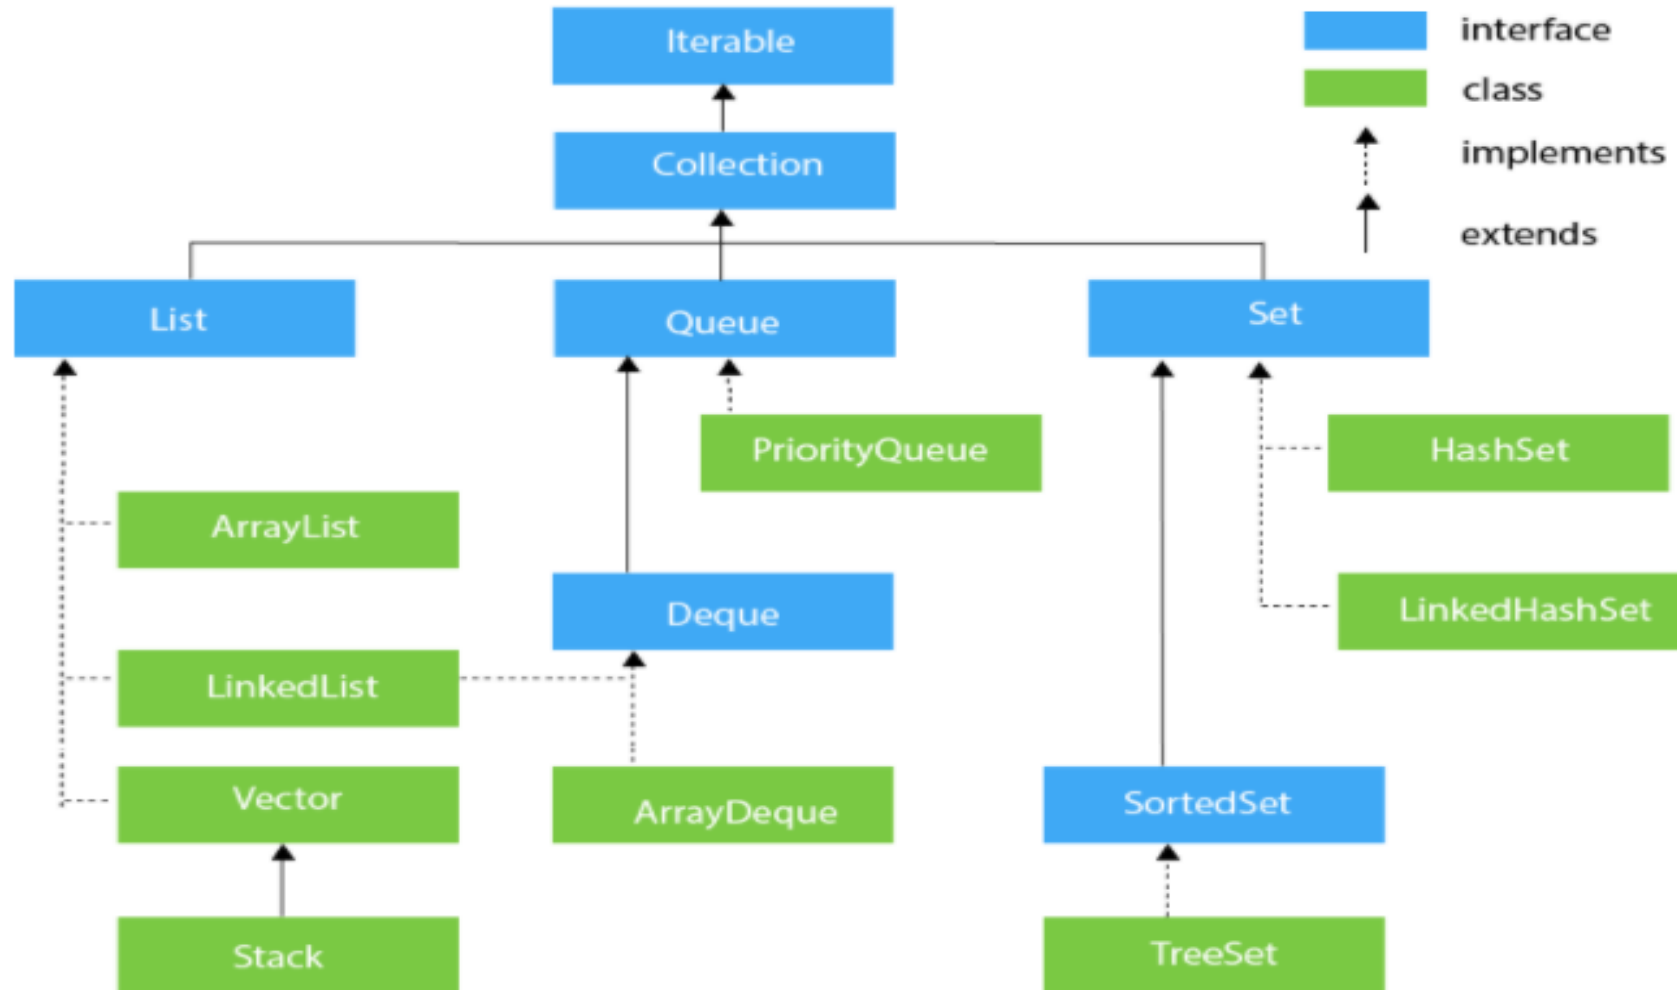 Iterable
interface
class
Collection
implements
extends
List
Queue
Set
PriorityQueue
HashSet
ArrayList
Deque
LinkedHashSet
LinkedList
Vector
ArrayDeque
SortedSet
Stack
TreeSet